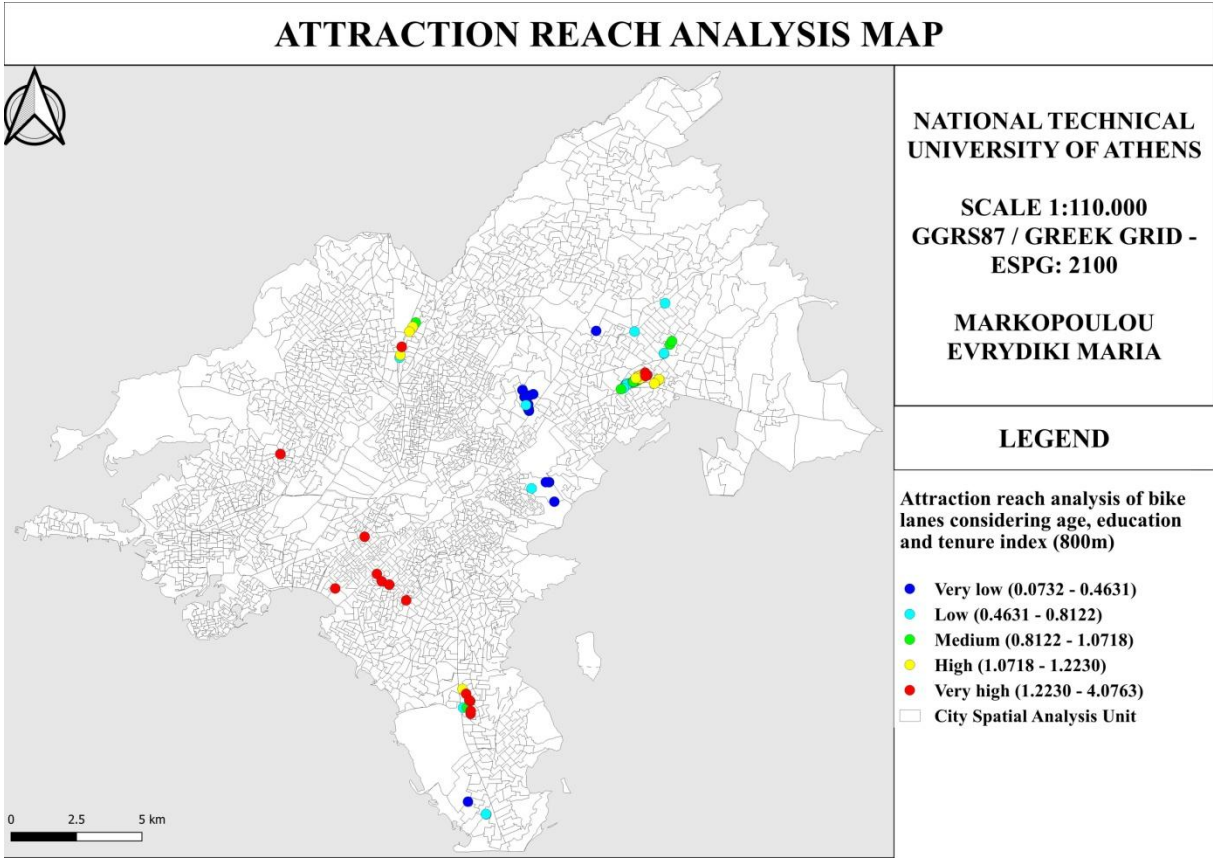 ATTRACTION REACH ANALYSIS MAP
NATIONAL TECHNICAL
UNIVERSITY OF ATHENS
SCALE 1:110.000
GGRS87 / GREEK GRID -
ESPG: 2100
MARKOPOULOU
EVRYDIKI MARIA
LEGEND
Attraction reach analysis of bike
lanes considering age, education
and tenure index (800m)
Very low (0.0732 - 0.4631)
Low (0.4631 - 0.8122)
Medium (0.8122 - 1.0718)
High (1.0718 - 1.2230)
Very high (1.2230 - 4.0763)
City Spatial Analysis Unit
0 2.5 5 km